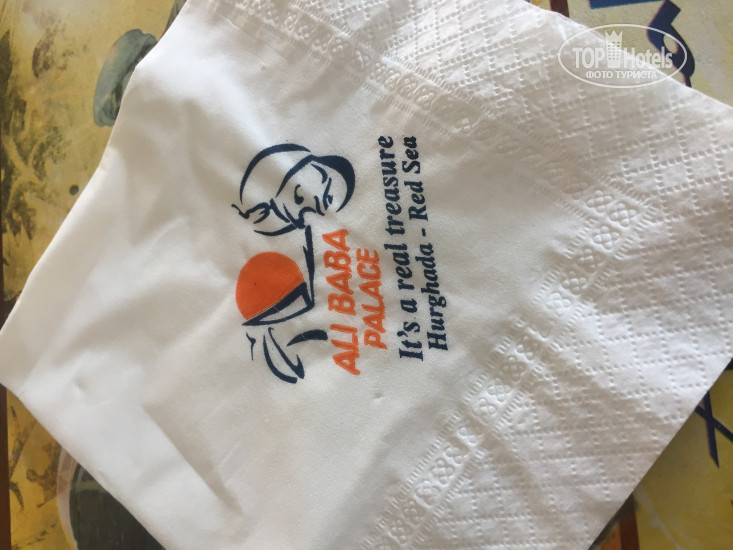 ALI BABA
PALACE
It's a real treasure
Hurghada - Red Sea
TOP Hotels
ФОТО ТУРИСТА